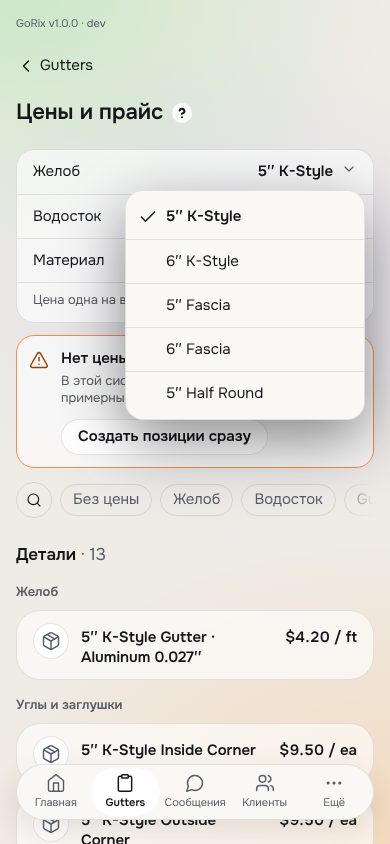 GoRix v1.0.0 · dev
Gutters
Цены и прайс ?
Желоб 5″ K-Style
Водосток
Материал
Цена одна на в
5″ K-Style
6″ K-Style
5″ Fascia
6″ Fascia
5″ Half Round
Нет цены
В этой сис
примерны
Создать позиции сразу
Без цены Желоб Водосток Gu
Детали · 13
Желоб
5″ K-Style Gutter · $4.20 / ft
Aluminum 0.027″
Углы и заглушки
5″ K-Style Inside Corner $9.50 / ea
Главная Gutters Сообщения Клиенты Ещё
5″ K-Style Outside $9.50 / ea
Corner